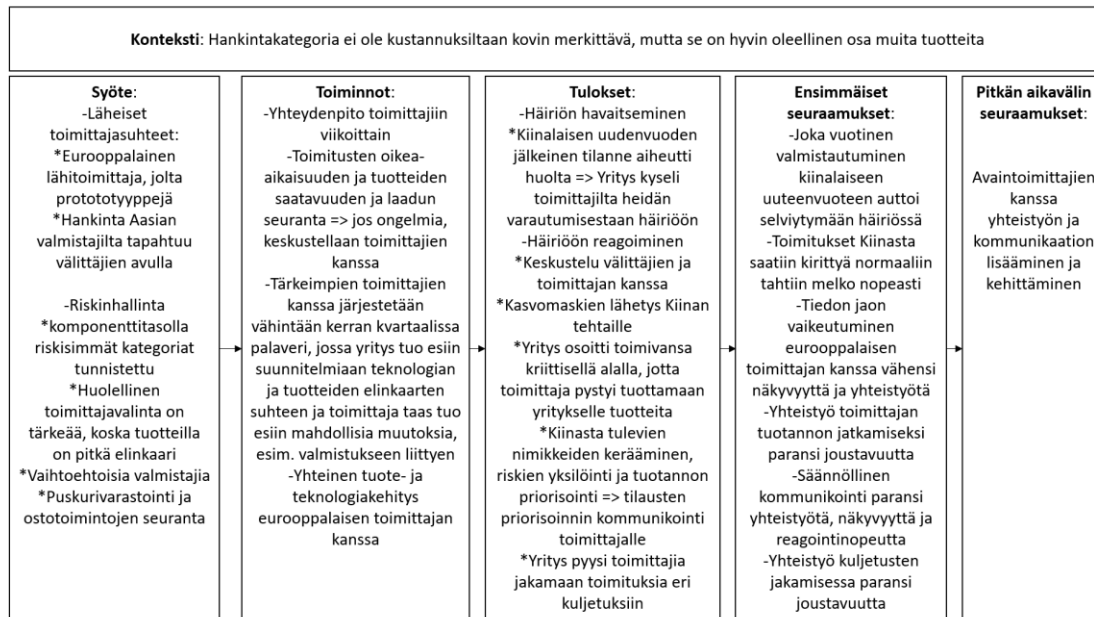 Konteksti: Hankintakategoria ei ole kustannuksiltaan kovin merkittävä, mutta se on hyvin oleellinen osa muita tuotteita
Syöte:
-Läheiset
toimittajasuhteet:
*Eurooppalainen
lähitoimittaja, jolta
protototyyppejä
*Hankinta Aasian
valmistajilta tapahtuu
välittäjien avulla
-Riskinhallinta
*komponenttitasolla
riskisimmät kategoriat
tunnistettu
*Huolellinen
toimittajavalinta on
tärkeää, koska tuotteilla
on pitkä elinkaari
*Vaihtoehtoisia valmistajia
*Puskurivarastointi ja
ostotoimintojen seuranta
Toiminnot:
-Yhteydenpito toimittajiin
viikoittain
-Toimitusten oikea-
aikaisuuden ja tuotteiden
saatavuuden ja laadun
seuranta => jos ongelmia,
keskustellaan toimittajien
kanssa
-Tärkeimpien toimittajien
kanssa järjestetään
vähintään kerran kvartaalissa
palaveri, jossa yritys tuo esiin
suunnitelmiaan teknologian
ja tuotteiden elinkaarten
suhteen ja toimittaja taas tuo
esiin mahdollisia muutoksia,
esim. valmistukseen liittyen
-Yhteinen tuote- ja
teknologiakehitys
eurooppalaisen toimittajan
kanssa
Tulokset:
-Häiriön havaitseminen
*Kiinalaisen uudenvuoden
jälkeinen tilanne aiheutti
huolta => Yritys kyseli
toimittajilta heidän
varautumisestaan häiriöön
-Häiriöön reagoiminen
*Keskustelu välittäjien ja
toimittajan kanssa
*Kasvomaskien lähetys Kiinan
tehtaille
*Yritys osoitti toimivansa
kriittisellä alalla, jotta
toimittaja pystyi tuottamaan
yritykselle tuotteita
*Kiinasta tulevien
nimikkeiden kerääminen,
riskien yksilöinti ja tuotannon
priorisointi => tilausten
priorisoinnin kommunikointi
toimittajalle
*Yritys pyysi toimittajia
jakamaan toimituksia eri
kuljetuksiin
Ensimmäiset
seuraamukset:
-Joka vuotinen
valmistautuminen
kiinalaiseen
uuteenvuoteen auttoi
selviytymään häiriössä
-Toimitukset Kiinasta
saatiin kirittyä normaaliin
tahtiin melko nopeasti
-Tiedon jaon
vaikeutuminen
eurooppalaisen
toimittajan kanssa vähensi
näkyvyyttä ja yhteistyötä
-Yhteistyö toimittajan
tuotannon jatkamiseksi
paransi joustavuutta
-Säännöllinen
kommunikointi paransi
yhteistyötä, näkyvyyttä ja
reagointinopeutta
-Yhteistyö kuljetusten
jakamisessa paransi
joustavuutta
Pitkän aikavälin
seuraamukset:
Avaintoimittajien
kanssa
yhteistyön ja
kommunikaation
lisääminen ja
kehittäminen